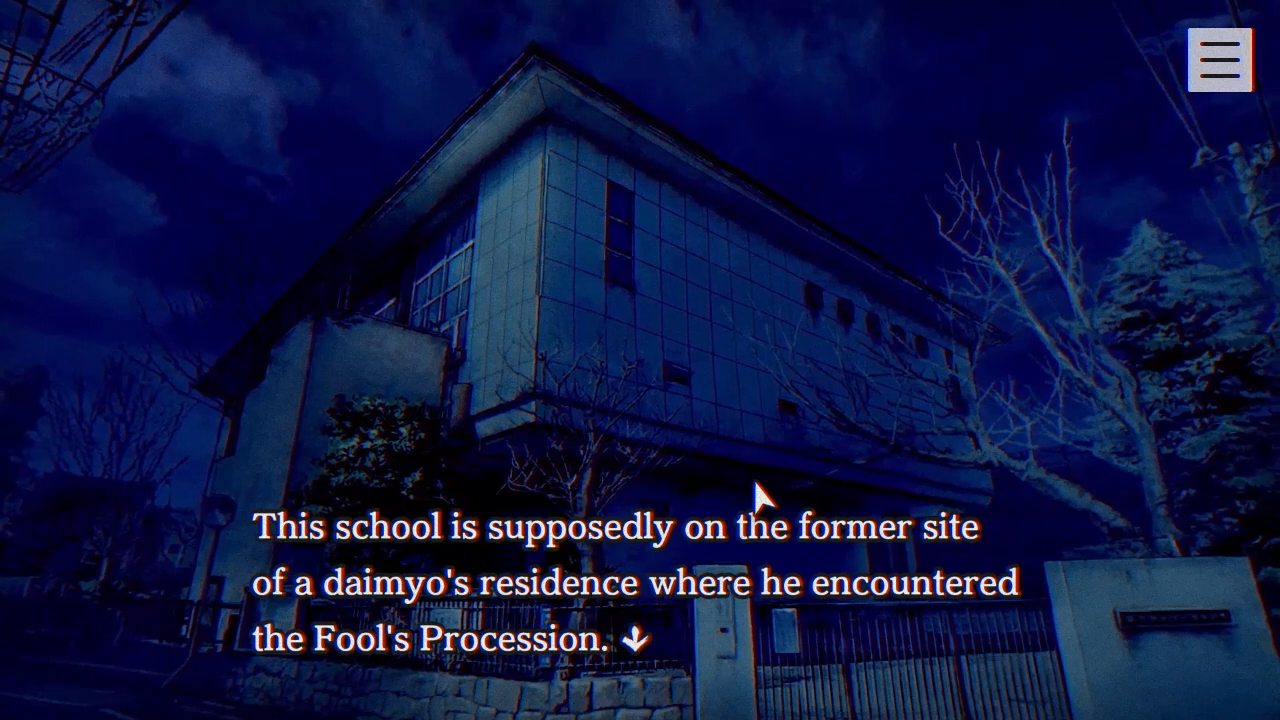 This school is supposedly on the former site
of a daimyo's residence where he encountered
the Fool's Procession.